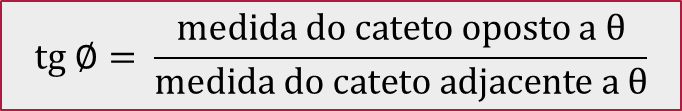 medida do cateto oposto a θ
tg ∅ =
medida do cateto adjacente a θ